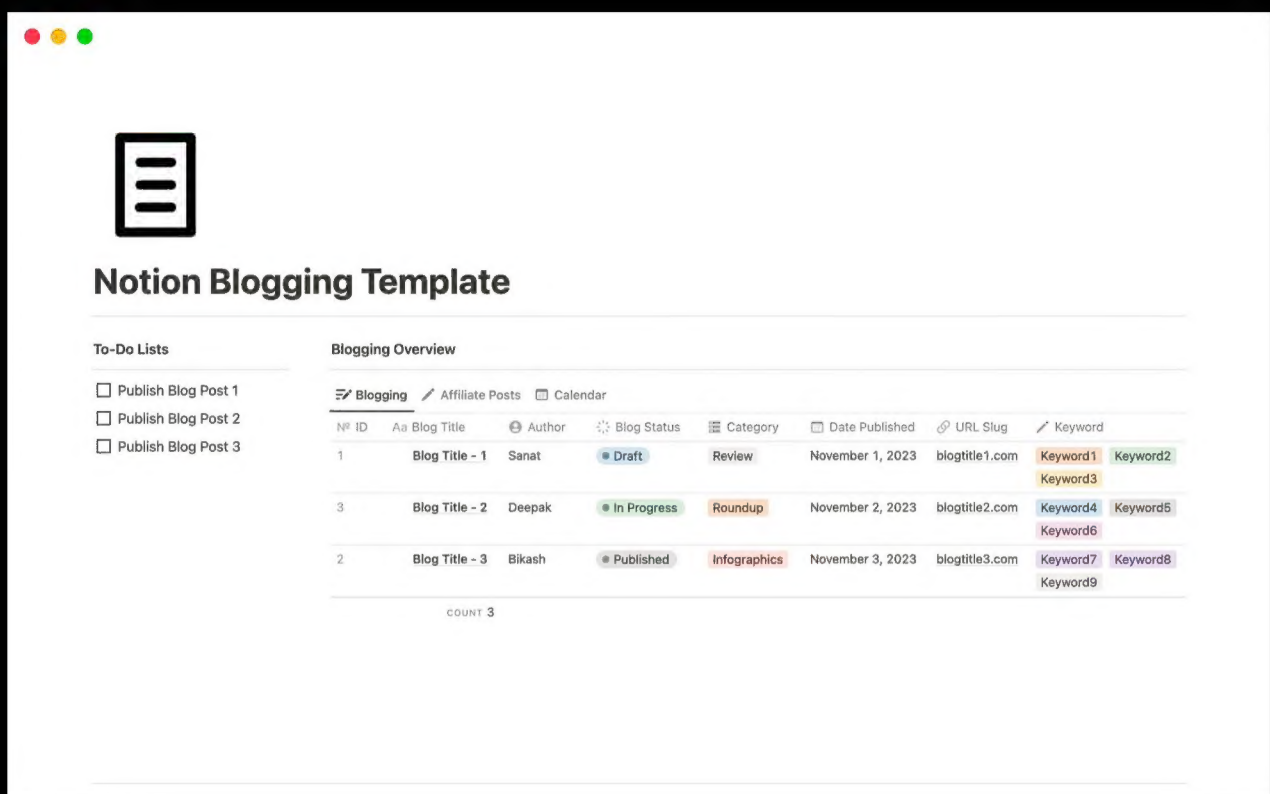 Notion Blogging Template
To-Do Lists
Publish Blog Post 1
Publish Blog Post 2
Publish Blog Post 3
Blogging Overview
Blogging Affiliate Posts Calendar
Nº ID Aa Blog Title Author Blog Status Category Date Published URL Slug Keyword
1 Blog Title - 1 Sanat Draft Review November 1, 2023 blogtitle1.com Keyword1 Keyword2
Keyword3
3 Blog Title - 2 Deepak In Progress Roundup November 2, 2023 blogtitle2.com Keyword4 Keyword5
Keyword6
2 Blog Title - 3 Bikash Published Infographics November 3, 2023 blogtitle3.com Keyword7 Keyword8
Keyword9
COUNT 3